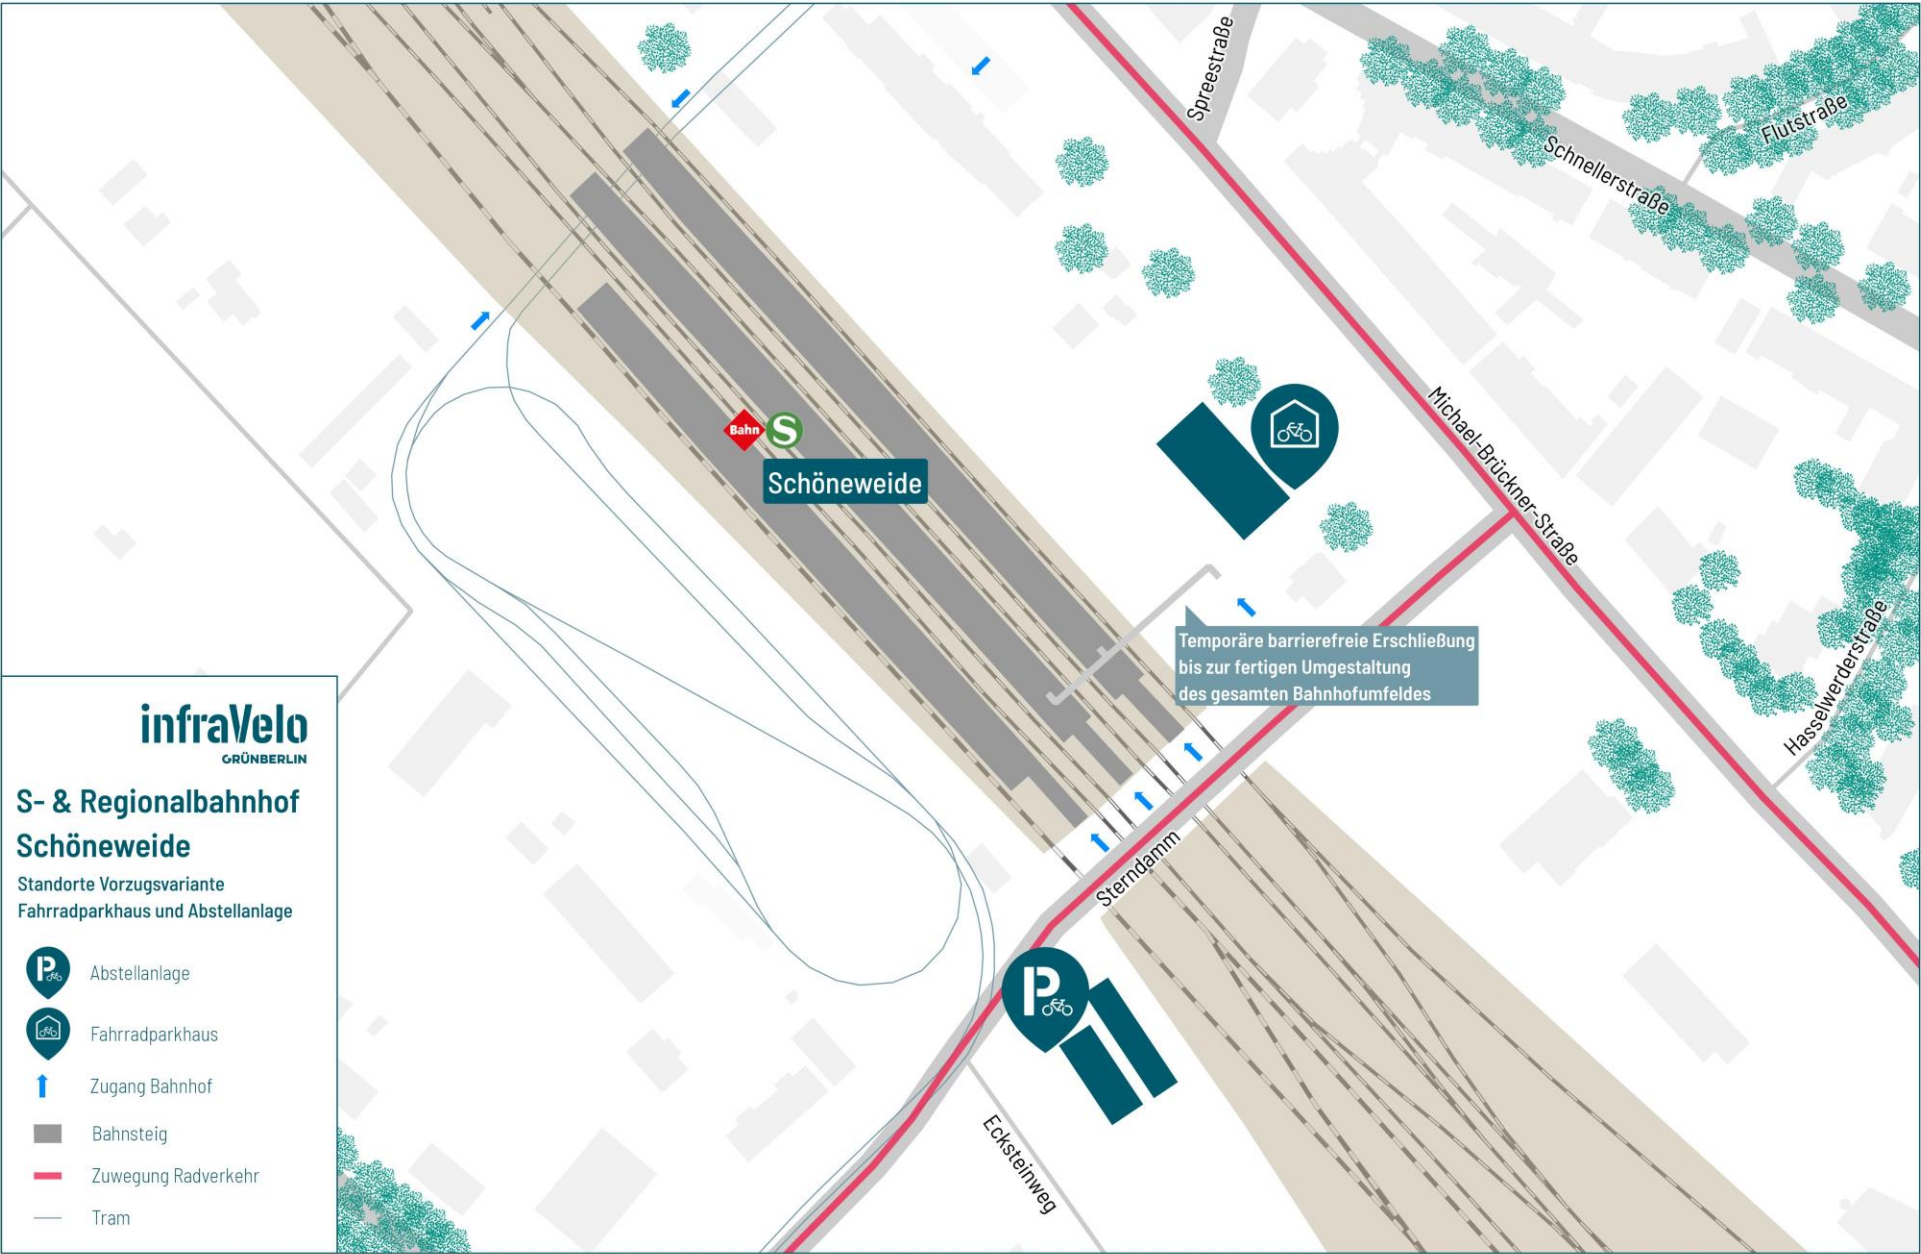 Spreestraße
Flutstraße
Schnellerstraße
Michael-Brückner-Straße
Bahn S
Schöneweide
Temporäre barrierefreie Erschließung
bis zur fertigen Umgestaltung
des gesamten Bahnhofumfeldes
Hasselwerderstraße
Sterndamm
P
Ecksteinweg
infraVelo
GRÜNBERLIN
S- & Regionalbahnhof
Schöneweide
Standorte Vorzugsvariante
Fahrradparkhaus und Abstellanlage
P Abstellanlage
Fahrradparkhaus
Zugang Bahnhof
Bahnsteig
Zuwegung Radverkehr
Tram